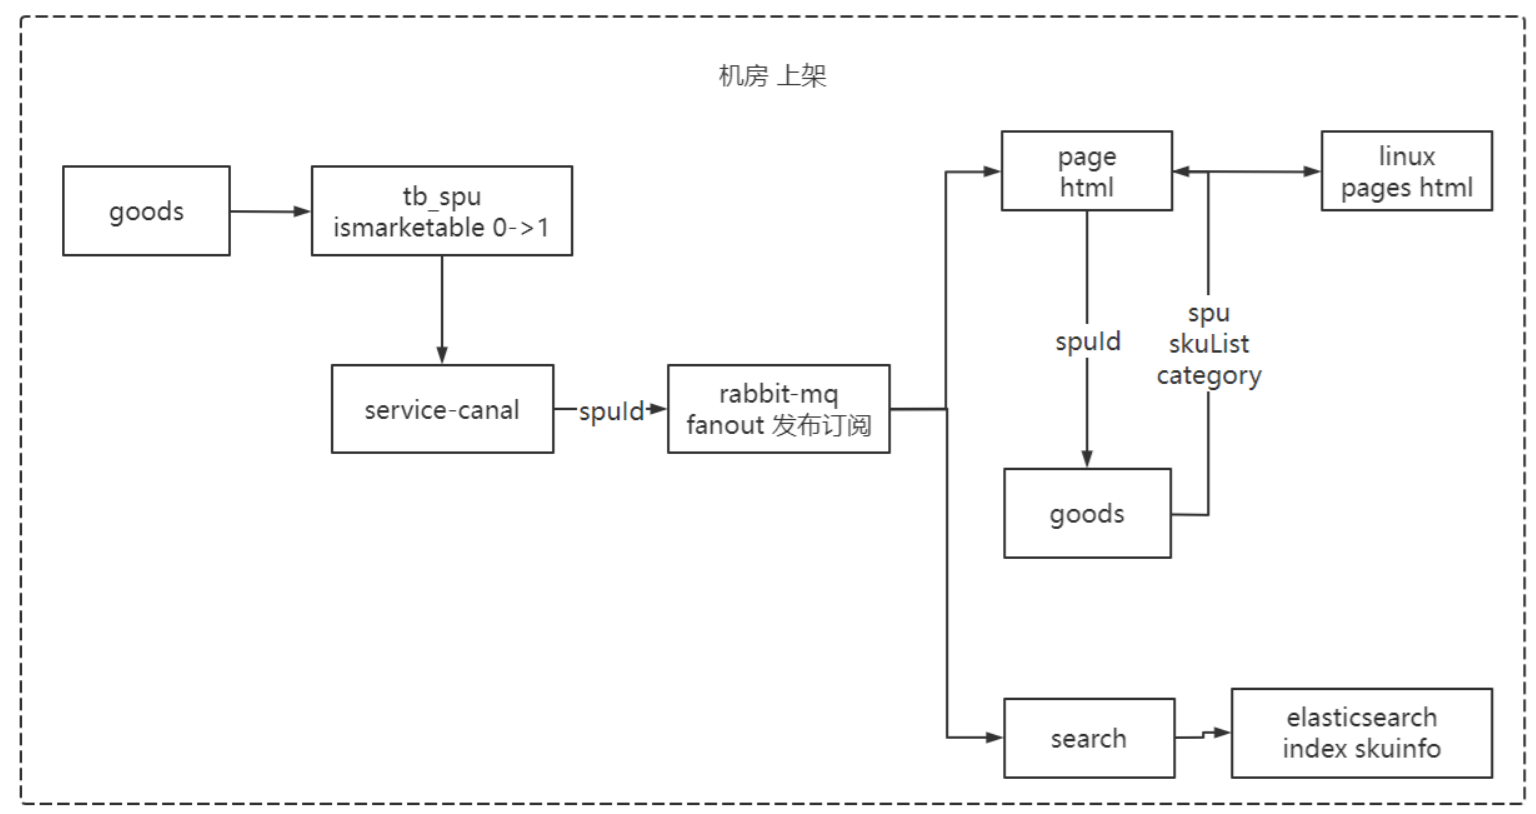 机房 上架
goods
tb_spu
ismarketable 0->1
service-canal
spuId
rabbit-mq
fanout 发布订阅
page
html
linux
pages html
spuId
spu
skuList
category
goods
search
elasticsearch
index skuinfo